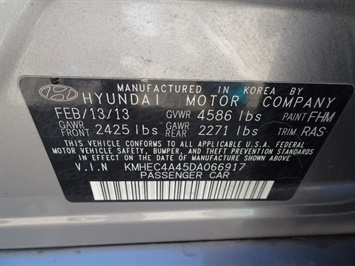 MANUFACTURED IN KOREA BY
HYUNDAI MOTOR COMPANY
FEB/13/13 GVWR 4586 lbs PAINT FHM
GAWR FRONT 2425 lbs GAWR REAR 2271 lbs TRIM RAS
THIS VEHICLE CONFORMS TO ALL APPLICABLE U.S. FEDERAL
MOTOR VEHICLE SAFETY, BUMPER, AND THEFT PREVENTION
STANDARDS IN EFFECT ON THE DATE OF MANUFACTURE SHOWN ABOVE.
V.I.N KMHEC4A45DA066917
PASSENGER CAR